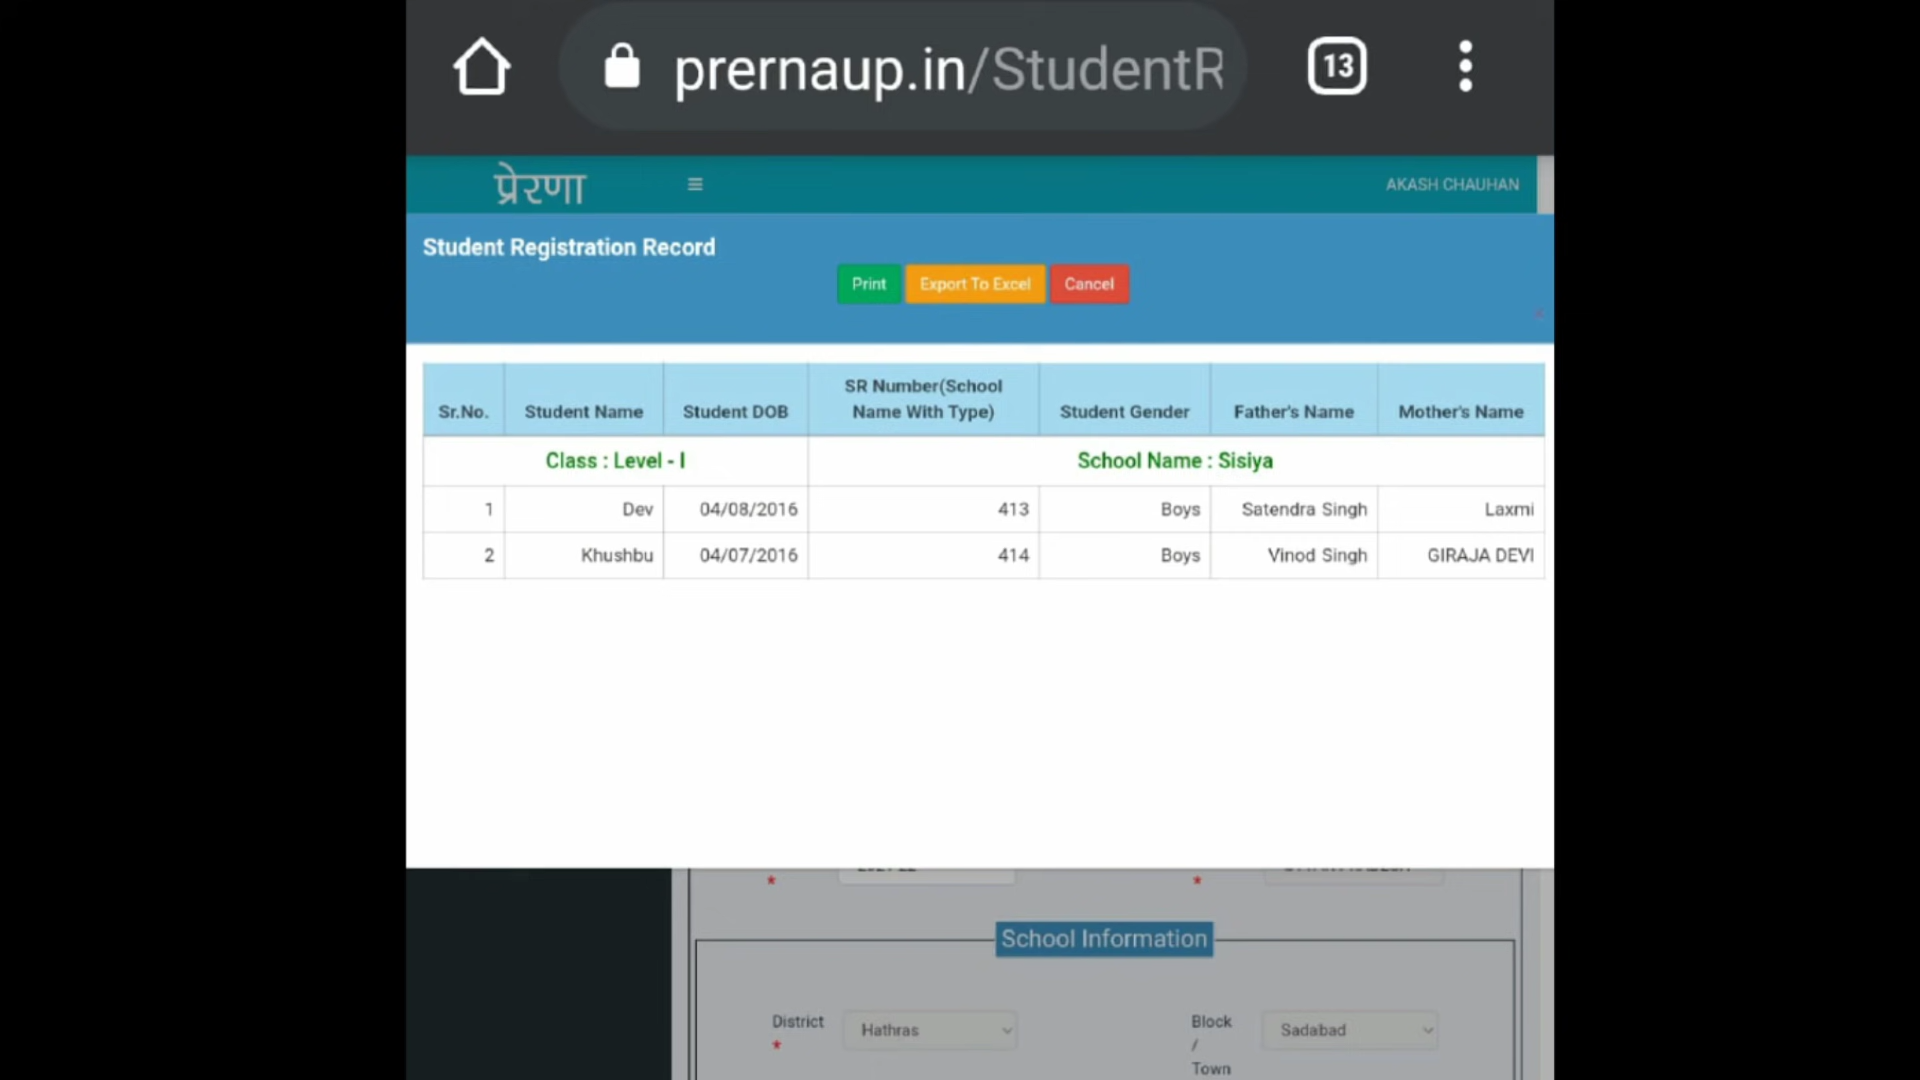 prernaup.in/StudentR
13
प्रेरणा
AKASH CHAUHAN
Student Registration Record
Print Export To Excel Cancel
Sr.No. Student Name Student DOB SR Number(School Name With Type) Student Gender Father's Name Mother's Name
Class : Level - I School Name : Sisiya
1 Dev 04/08/2016 413 Boys Satendra Singh Laxmi
2 Khushbu 04/07/2016 414 Boys Vinod Singh GIRAJA DEVI
* *
School Information
District * Hathras Block / Town Sadabad